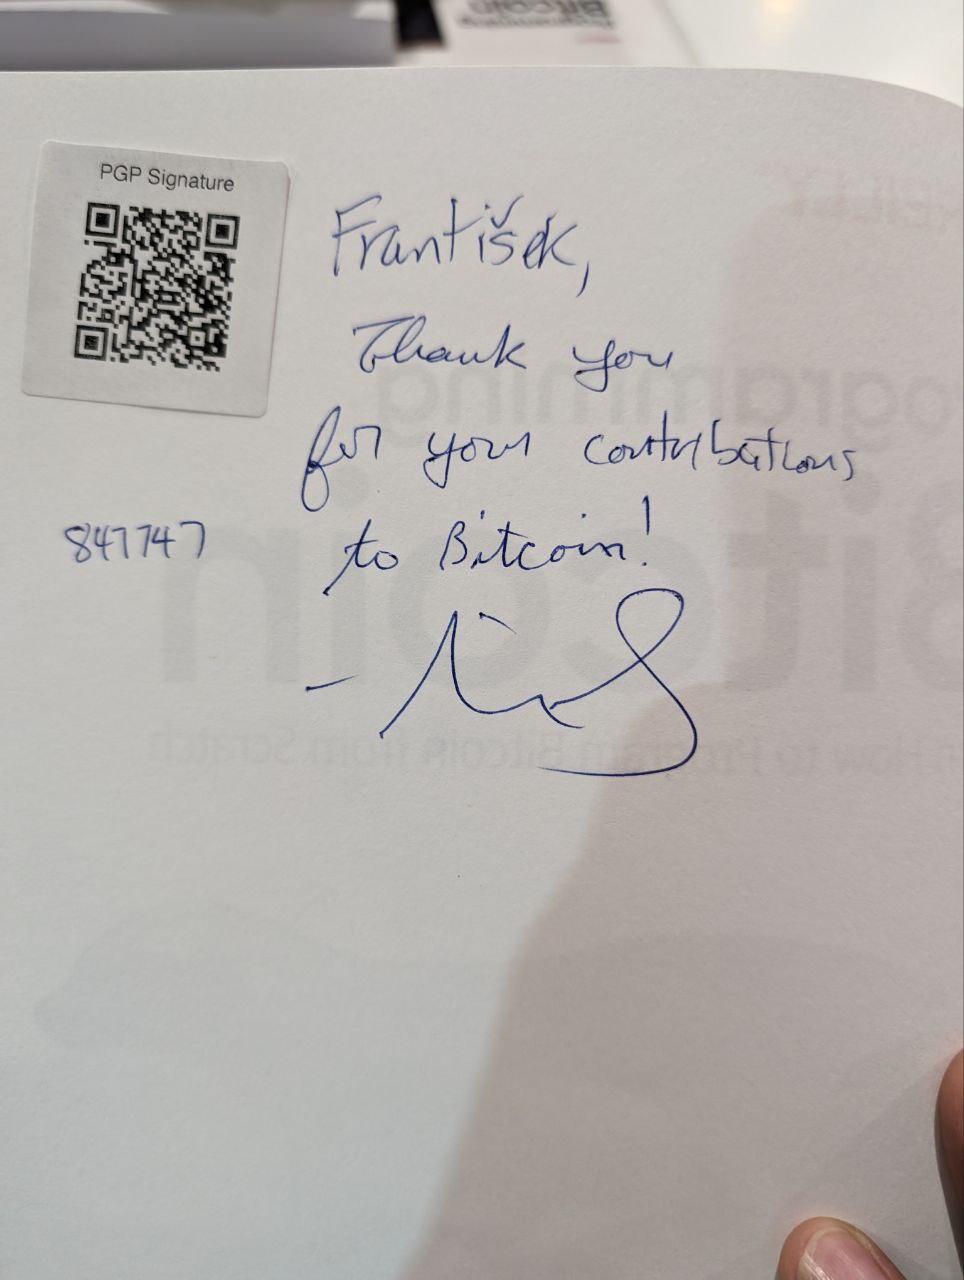 PGP Signature
František,
Thank you
for your contributions
847747
to Bitcoin!